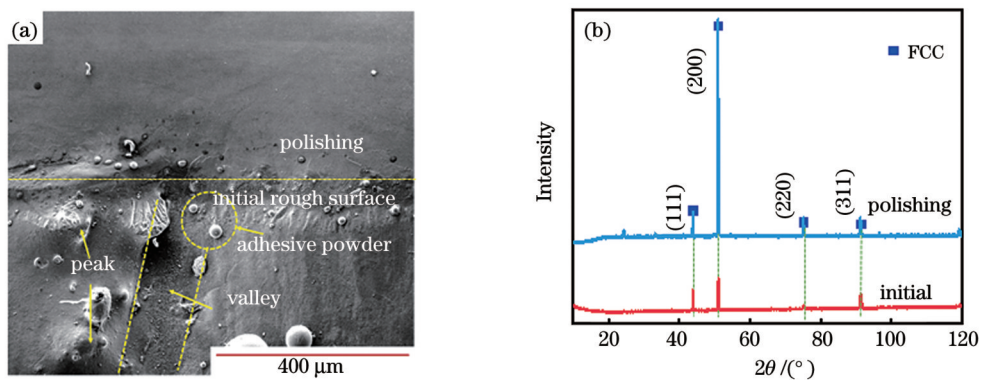 (a)
polishing
initial rough surface
adhesive powder
peak
valley
400 μm
(b)
FCC
(200)
(111)
(220)
(311)
polishing
initial
Intensity
20 40 60 80 100 120
2θ /(°)